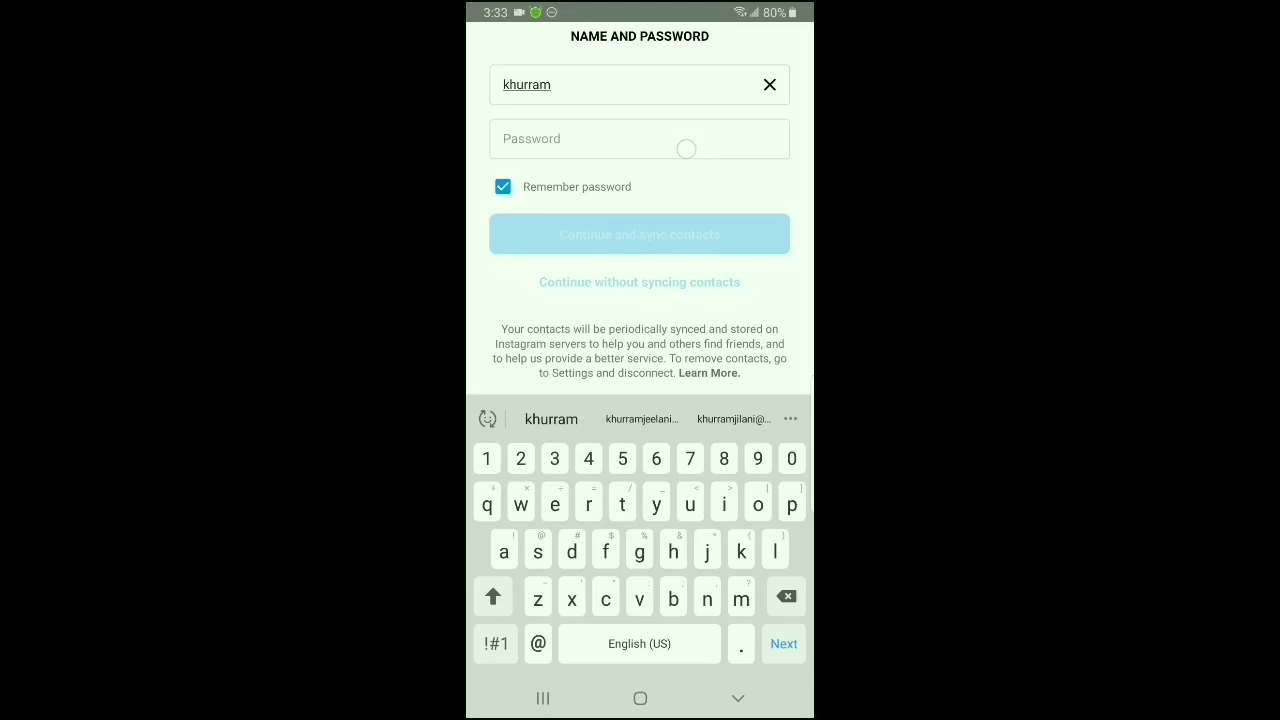 3:33 80%
NAME AND PASSWORD
khurram
Password
Remember password
Continue and sync contacts
Continue without syncing contacts
Your contacts will be periodically synced and stored on
Instagram servers to help you and others find friends, and
to help us provide a better service. To remove contacts, go
to Settings and disconnect. Learn More.
khurram khurramjeelani... khurramjilani@...
1 2 3 4 5 6 7 8 9 0
q w e r t y u i o p
a s d f g h j k l
z x c v b n m
!#1 @ English (US) . Next